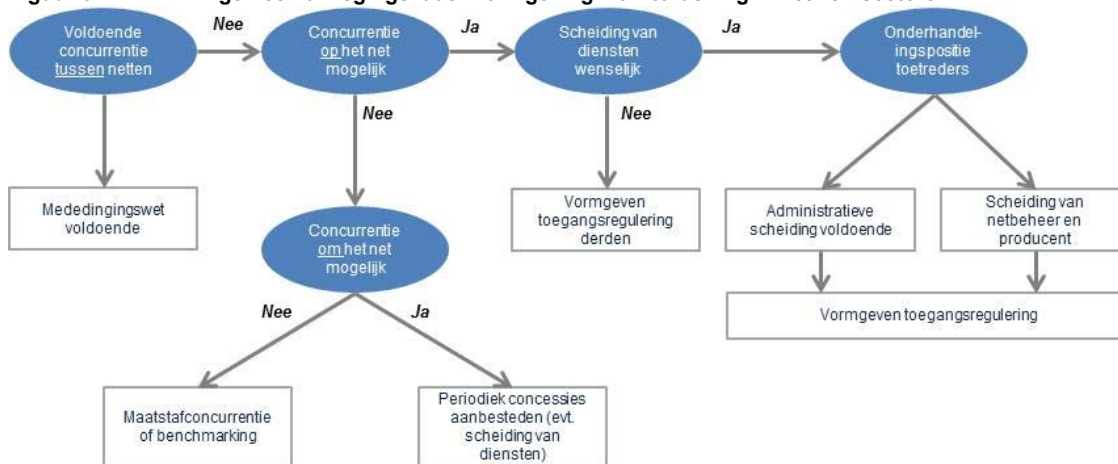 Voldoende
concurrentie
tussen netten
Nee
Concurrentie
op het net
mogelijk
Ja
Scheiding van
diensten
wenselijk
Ja
Onderhandel-
ingspositie
toetreders
Nee
Nee
Mededingingswet
voldoende
Concurrentie
om het net
mogelijk
Vormgeven
toegangsregulering
derden
Administratieve
scheiding voldoende
Scheiding van
netbeheer en
producent
Nee
Ja
Vormgeven toegangsregulering
Maatstafconcurrentie
of benchmarking
Periodiek concessies
aanbesteden (evt.
scheiding van
diensten)